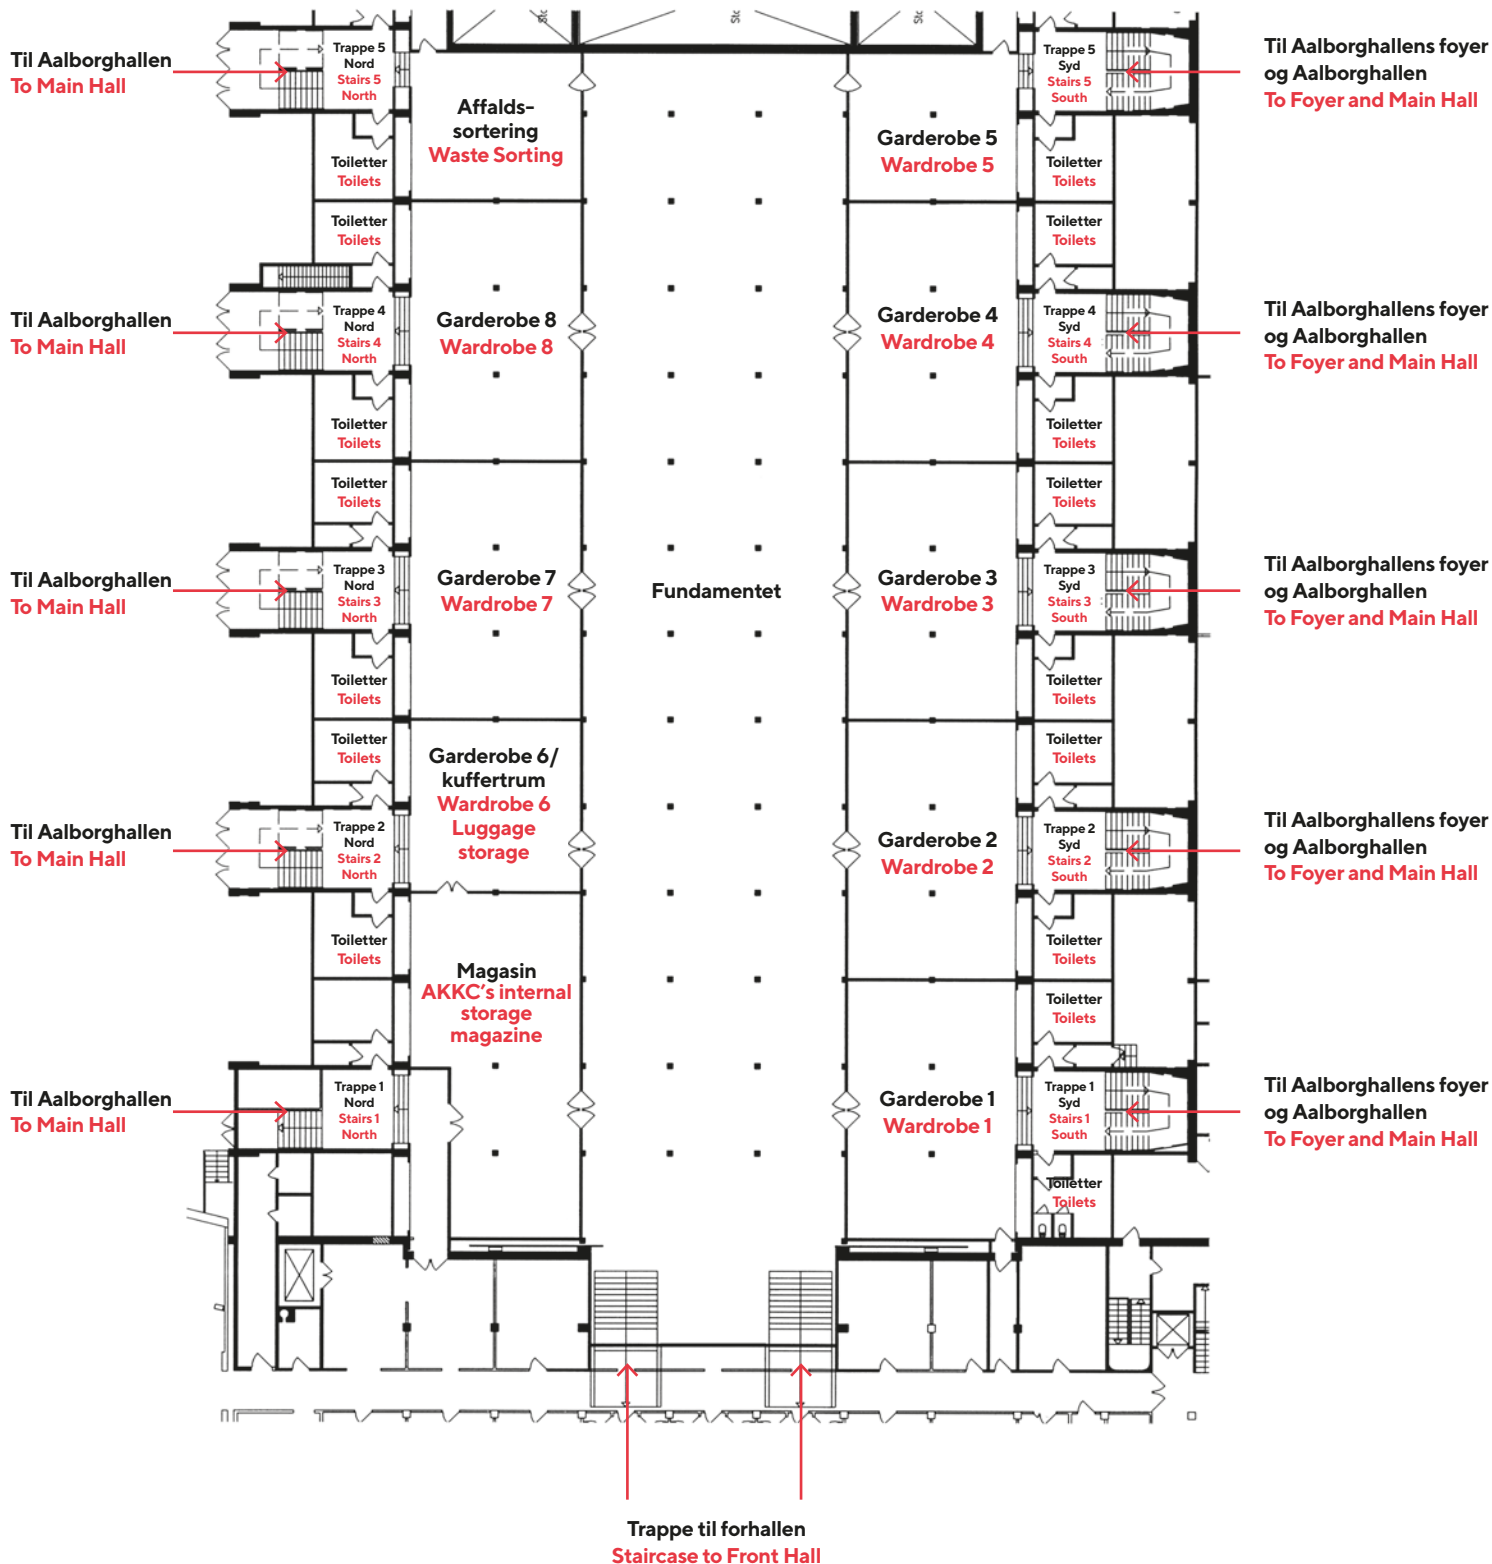 Stc
Stc
Stc
Til Aalborghallen
To Main Hall
Trappe 5
Nord
Stairs 5
North
Affalds-
sortering
Waste Sorting
Garderobe 5
Wardrobe 5
Trappe 5
Syd
Stairs 5
South
Til Aalborghallens foyer
og Aalborghallen
To Foyer and Main Hall
Toiletter
Toilets
Toiletter
Toilets
Toiletter
Toilets
Toiletter
Toilets
Til Aalborghallen
To Main Hall
Trappe 4
Nord
Stairs 4
North
Garderobe 8
Wardrobe 8
Garderobe 4
Wardrobe 4
Trappe 4
Syd
Stairs 4
South
Til Aalborghallens foyer
og Aalborghallen
To Foyer and Main Hall
Toiletter
Toilets
Toiletter
Toilets
Toiletter
Toilets
Toiletter
Toilets
Til Aalborghallen
To Main Hall
Trappe 3
Nord
Stairs 3
North
Garderobe 7
Wardrobe 7
Fundamentet
Garderobe 3
Wardrobe 3
Trappe 3
Syd
Stairs 3
South
Til Aalborghallens foyer
og Aalborghallen
To Foyer and Main Hall
Toiletter
Toilets
Toiletter
Toilets
Toiletter
Toilets
Toiletter
Toilets
Til Aalborghallen
To Main Hall
Trappe 2
Nord
Stairs 2
North
Garderobe 6/
kuffertrum
Wardrobe 6
Luggage
storage
Garderobe 2
Wardrobe 2
Trappe 2
Syd
Stairs 2
South
Til Aalborghallens foyer
og Aalborghallen
To Foyer and Main Hall
Toiletter
Toilets
Magasin
AKKC's internal
storage
magazine
Toiletter
Toilets
Toiletter
Toilets
Til Aalborghallen
To Main Hall
Trappe 1
Nord
Stairs 1
North
Garderobe 1
Wardrobe 1
Trappe 1
Syd
Stairs 1
South
Til Aalborghallens foyer
og Aalborghallen
To Foyer and Main Hall
Toiletter
Toilets
Trappe til forhallen
Staircase to Front Hall